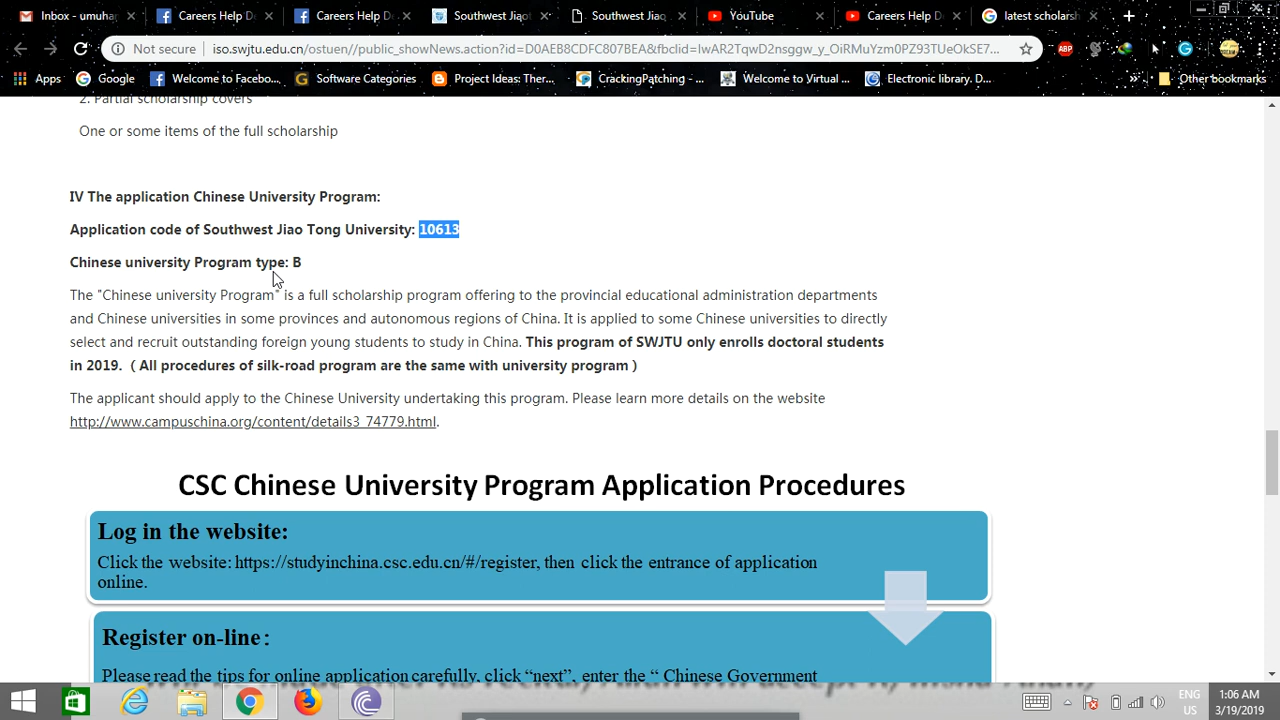 Inbox - umuha
Careers Help D
Careers Help D
Southwest Jiaot
Southwest Jiaq
YouTube
Careers Help D
latest scholarsh
Not secure
iso.swjtu.edu.cn/ostuen//public_showNews.action?id=D0AEB8CDFC807BEA&fbclid=IwAR2TqwD2nsggw_y_OiRMuYzm0PZ93TUeOkSE7...
Apps
Google
Welcome to Facebo...
Software Categories
Project Ideas: Ther...
CrackingPatching - ...
Welcome to Virtual ...
Electronic library. D...
»
Other bookmarks
2. Partial scholarship covers
One or some items of the full scholarship
IV The application Chinese University Program:
Application code of Southwest Jiao Tong University: 10613
Chinese university Program type: B
The "Chinese university Program" is a full scholarship program offering to the provincial educational administration departments
and Chinese universities in some provinces and autonomous regions of China. It is applied to some Chinese universities to directly
select and recruit outstanding foreign young students to study in China. This program of SWJTU only enrolls doctoral students
in 2019. ( All procedures of silk-road program are the same with university program )
The applicant should apply to the Chinese University undertaking this program. Please learn more details on the website
http://www.campuschina.org/content/details3_74779.html.
CSC Chinese University Program Application Procedures
Log in the website:
Click the website: https://studyinchina.csc.edu.cn/#/register, then click the entrance of application
online.
Register on-line:
Please read the tips for online application carefully, click “next”, enter the “ Chinese Government
ENG
US
1:06 AM
3/19/2019